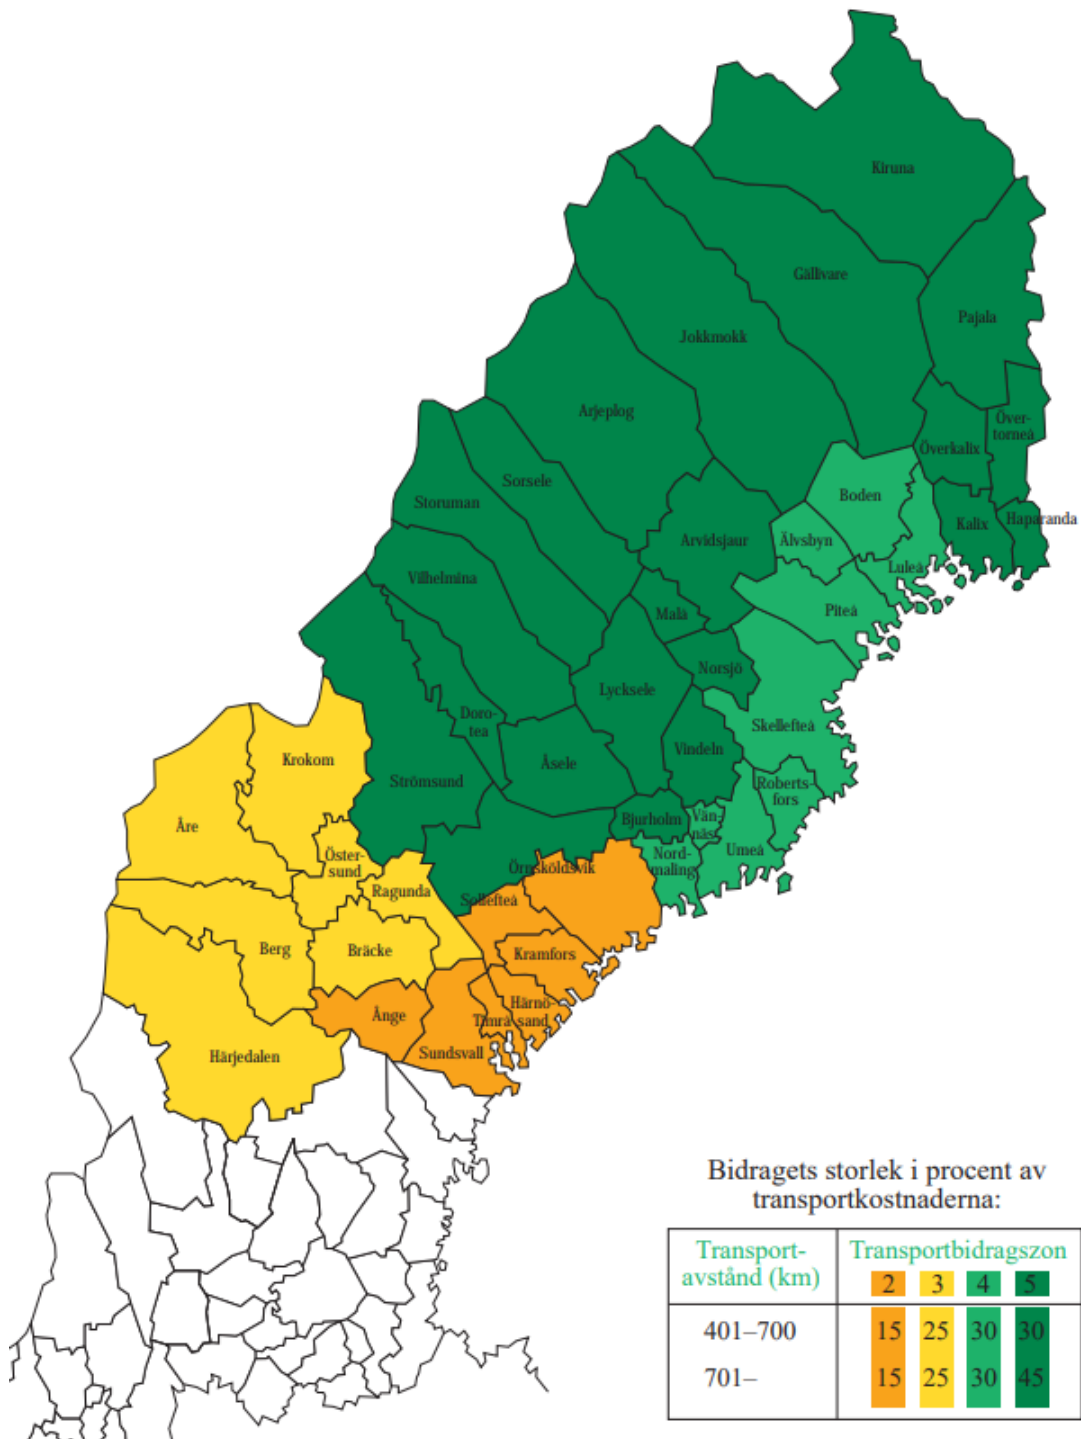 Kiruna
Gällivare
Pajala
Jokkmokk
Arjeplog
Över-
torneå
Överkalix
Sorsele
Storuman
Boden
Kalix
Haparanda
Arvidsjaur
Älvsbyn
Luleå
Vilhelmina
Malå
Piteå
Norsjö
Lycksele
Doro-
tea
Skellefteå
Vindeln
Krokom
Åsele
Strömsund
Roberts-
fors
Åre
Bjurholm
Vän-
näs
Umeå
Nord-
maling
Öster-
sund
Örnsköldsvik
Ragunda
Sollefteå
Berg
Bräcke
Kramfors
Ånge
Härnö-
sand
Timrå
Sundsvall
Härjedalen
Bidragets storlek i procent av
transportkostnaderna:
Transport-
avstånd (km)
Transportbidragszon
2 3 4 5
401–700 15 25 30 30
701– 15 25 30 45